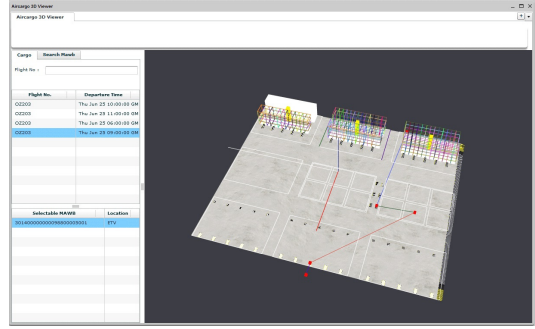 Aircargo 3D Viewer
Aircargo 3D Viewer
Cargo Search Mawb
Flight No :
Flight No. Departure Time
OZ203 Thu Jun 25 10:00:00 GM
OZ203 Thu Jun 25 11:00:00 GM
OZ203 Thu Jun 25 06:00:00 GM
OZ203 Thu Jun 25 09:00:00 GM
Selectable MAWB Location
ETV